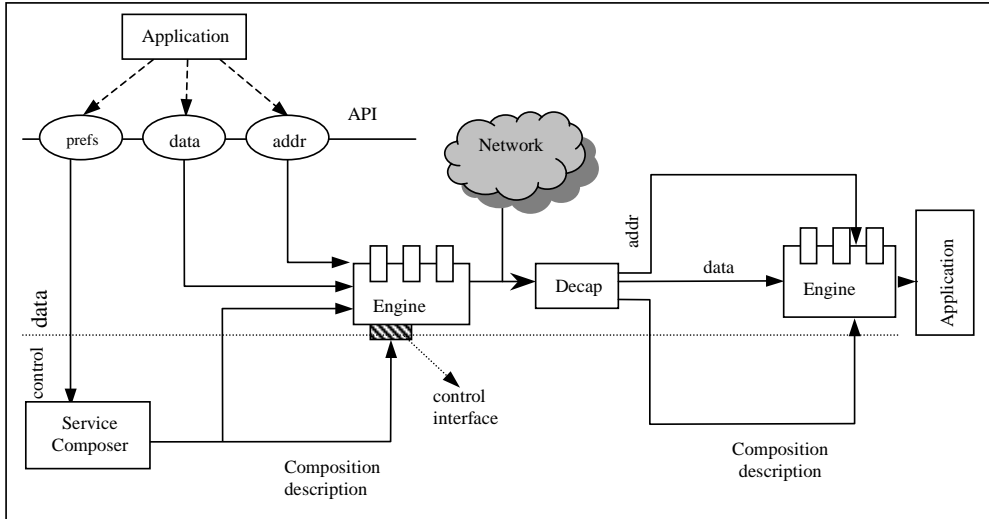 Application
API
prefs
data
addr
Network
addr
data
Engine
Decap
Engine
Application
data
control
control
interface
Service
Composer
Composition
description
Composition
description